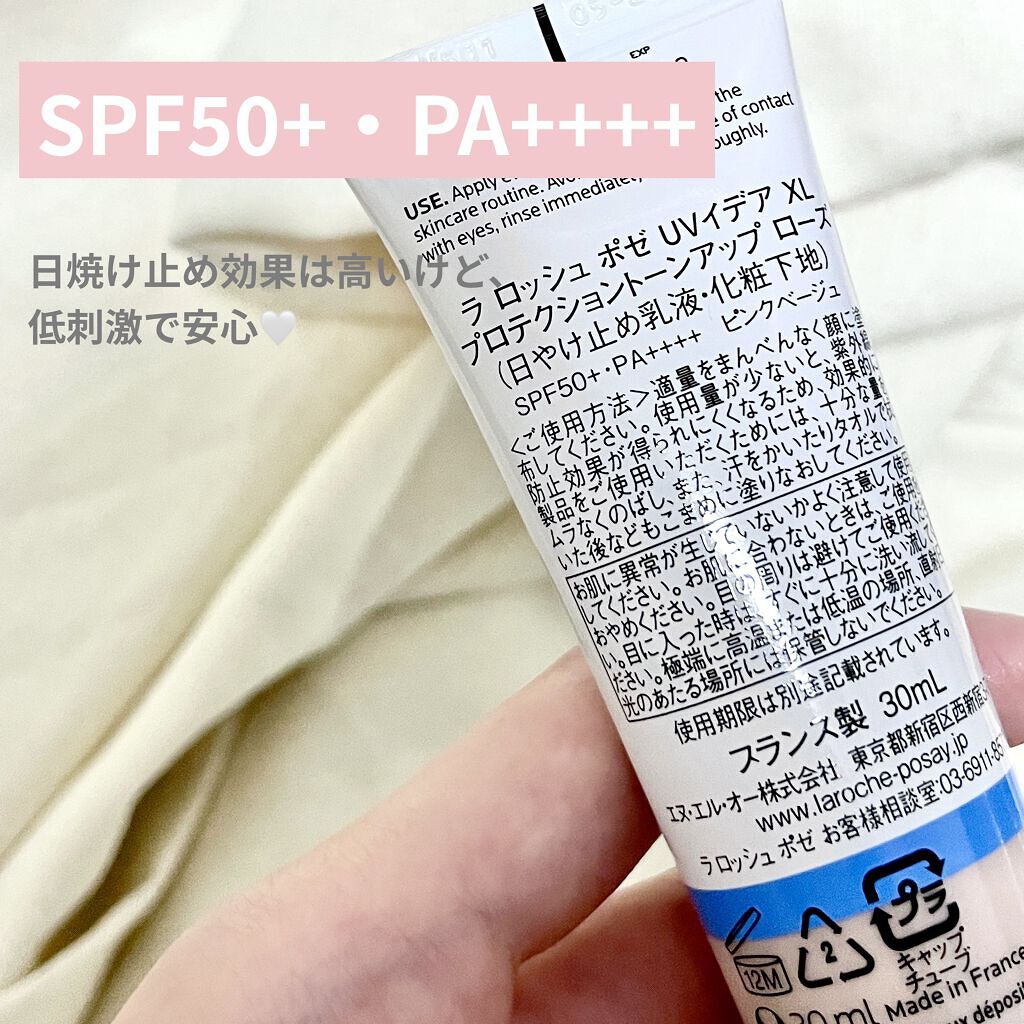 SPF50+・PA++++
日焼け止め効果は高いけど、
低刺激で安心🤍
EXP
the
of contact
USE. Apply
skincare routine.
with eyes, rinse immediately
ラ ロッシュ ポゼ UVイデア XL
プロテクショントーンアップ ローズ
(日やけ止め乳液・化粧下地)
SPF50+・PA++++ ピンクベージュ
<ご使用方法>適量をまんべんなく顔に塗
布してください。使用量が少ないと、紫外線
防止効果が得られにくくなるため、効果的に
製品をご使用いただくためには、十分な量を
ムラなくのばし、また、汗をかいたりタオルでふ
いた後などもこまめに塗りなおしてください。
お肌に異常が生じていないかよく注意して使用
してください。お肌に合わないときは、ご使用を
おやめください。目の周りは避けてご使用くださ
い。目に入った時はすぐに十分に洗い流してく
ださい。極端に高温または低温の場所、直射日
光のあたる場所には保管しないでください。
使用期限は別途記載されています。
フランス製 30mL
エヌ・エル・オー株式会社 東京都新宿区西新宿
www.laroche-posay.jp
ラ ロッシュ ポゼ お客様相談室:03-6911-85
12M
2
プラ
キャップ
チューブ
30 mL Made in France